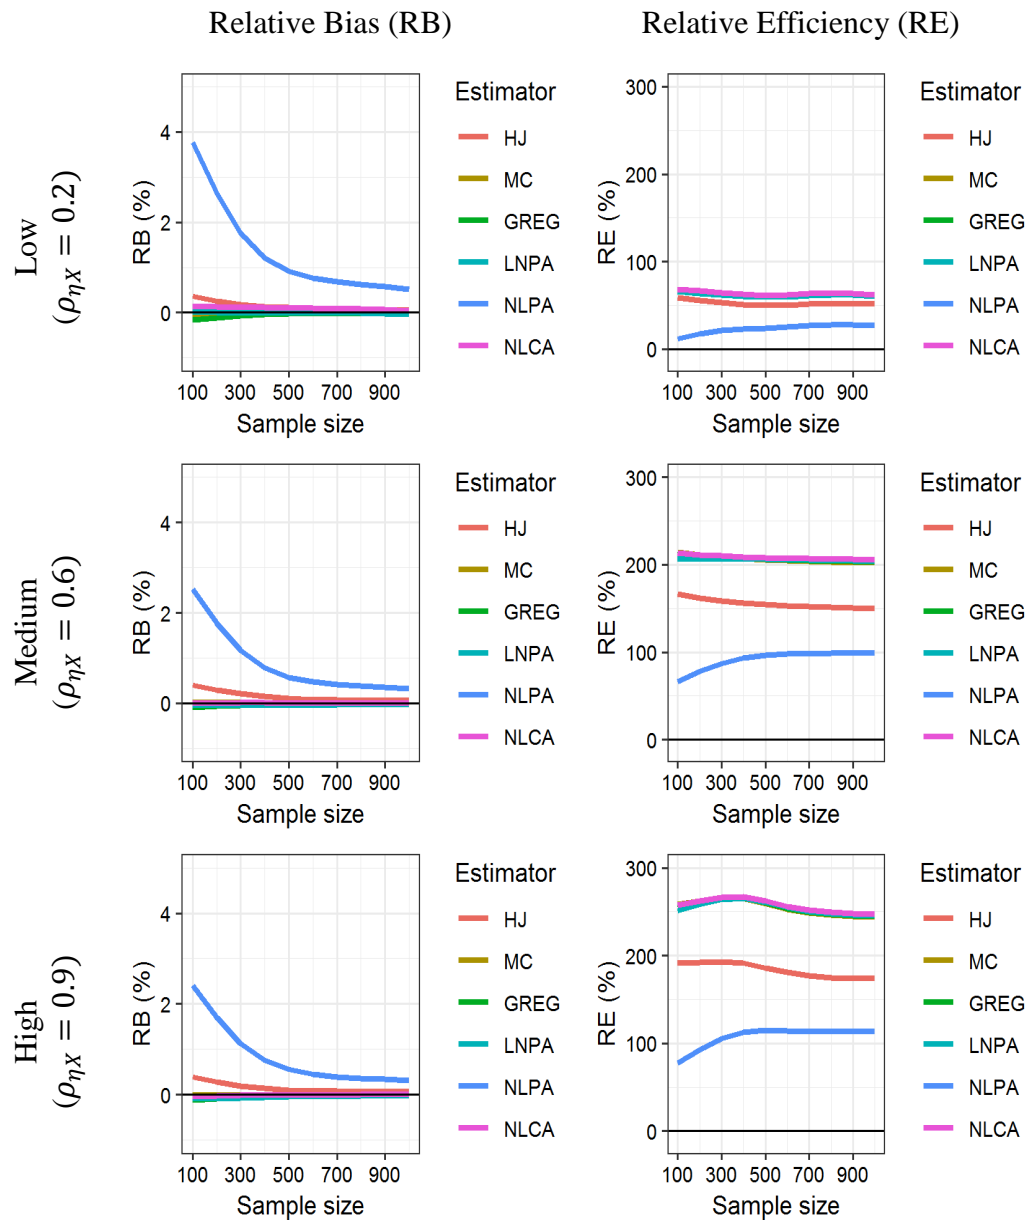 Relative Bias (RB)
Relative Efficiency (RE)
Low
(ρηX = 0.2)
RB (%)
4
2
0
100 300 500 700 900
Sample size
Estimator
HJ
MC
GREG
LNPA
NLPA
NLCA
RE (%)
300
200
100
0
100 300 500 700 900
Sample size
Estimator
HJ
MC
GREG
LNPA
NLPA
NLCA
Medium
(ρηX = 0.6)
RB (%)
4
2
0
100 300 500 700 900
Sample size
Estimator
HJ
MC
GREG
LNPA
NLPA
NLCA
RE (%)
300
200
100
0
100 300 500 700 900
Sample size
Estimator
HJ
MC
GREG
LNPA
NLPA
NLCA
High
(ρηX = 0.9)
RB (%)
4
2
0
100 300 500 700 900
Sample size
Estimator
HJ
MC
GREG
LNPA
NLPA
NLCA
RE (%)
300
200
100
0
100 300 500 700 900
Sample size
Estimator
HJ
MC
GREG
LNPA
NLPA
NLCA